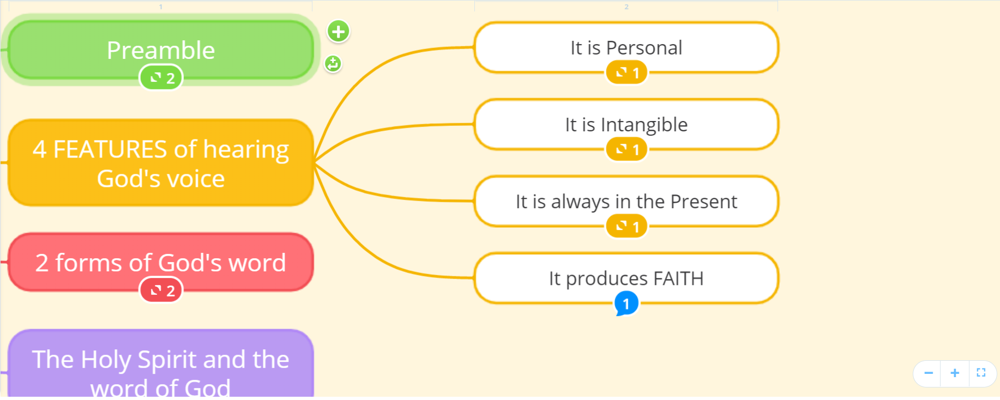 1
2
Preamble
2
4 FEATURES of hearing
God's voice
2 forms of God's word
2
The Holy Spirit and the
word of God
It is Personal
1
It is Intangible
1
It is always in the Present
1
It produces FAITH
1